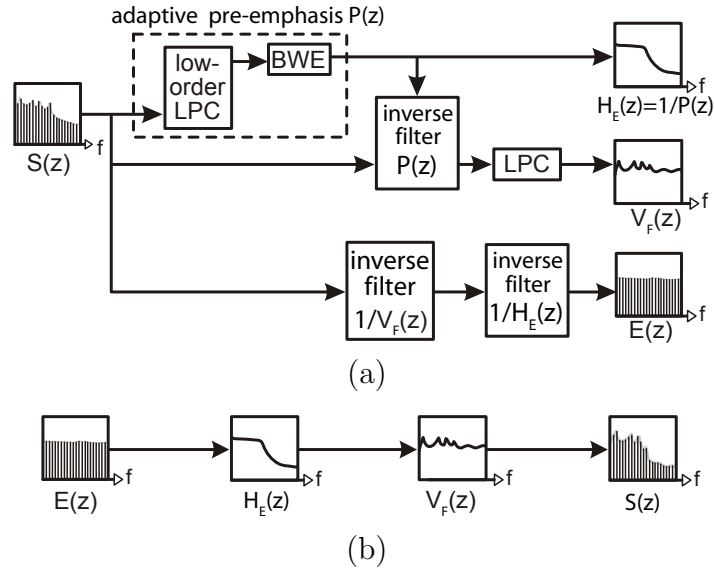 adaptive pre-emphasis P(z)
low-
order
LPC
BWE
f
H_E(z)=1/P(z)
f
S(z)
inverse
filter
P(z)
LPC
f
V_F(z)
inverse
filter
1/V_F(z)
inverse
filter
1/H_E(z)
f
E(z)
(a)
f
E(z)
f
H_E(z)
f
V_F(z)
f
S(z)
(b)